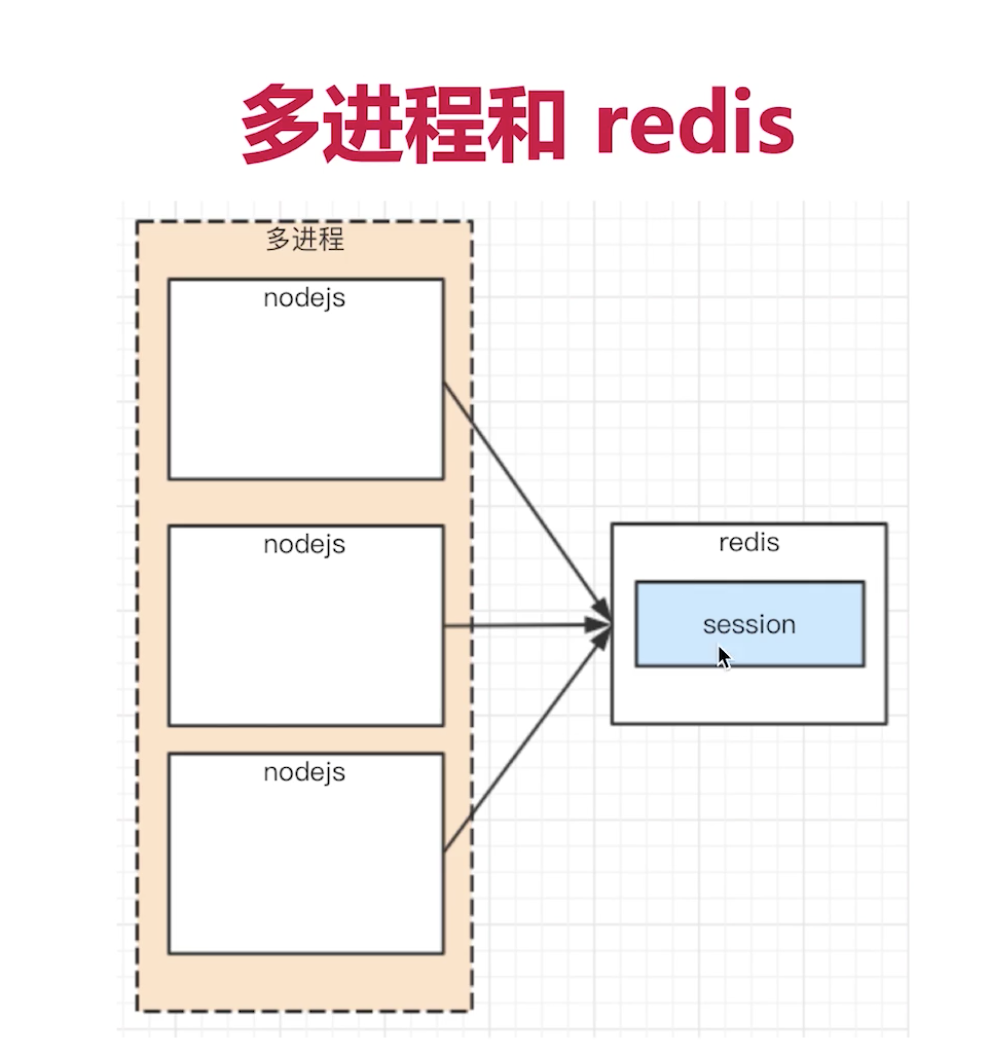 多进程和 redis
多进程
nodejs
nodejs
redis
session
nodejs